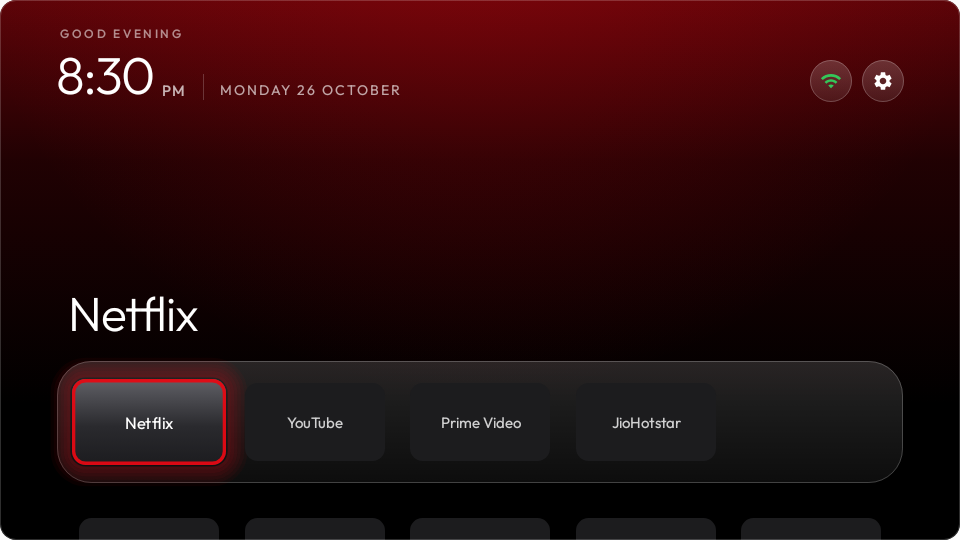 GOOD EVENING
8:30 PM MONDAY 26 OCTOBER
Netflix
Netflix YouTube Prime Video JioHotstar